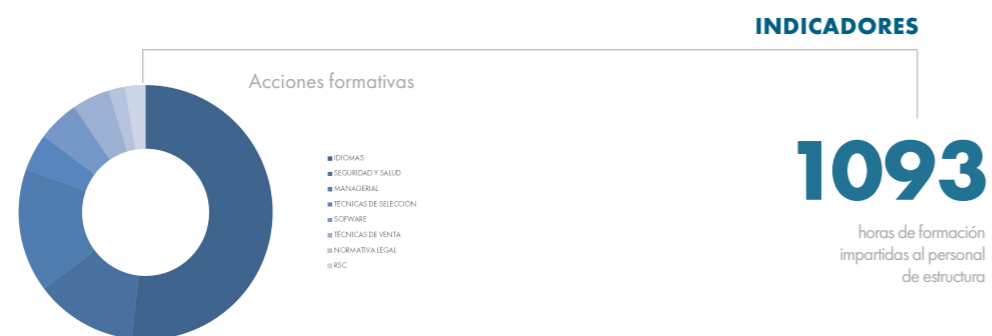 INDICADORES
Acciones formativas
IDIOMAS
SEGURIDAD Y SALUD
MANAGERIAL
TÉCNICAS DE SELECCIÓN
SOFWARE
TÉCNICAS DE VENTA
NORMATIVA LEGAL
RSC
1093
horas de formación
impartidas al personal
de estructura